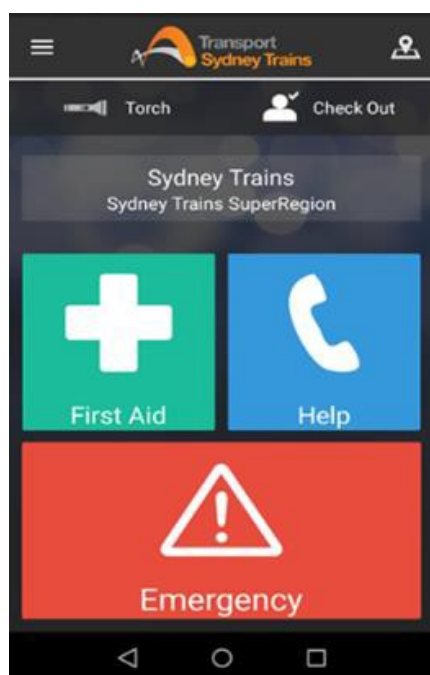 Transport
Sydney Trains
Torch
Check Out
Sydney Trains
Sydney Trains SuperRegion
First Aid
Help
Emergency